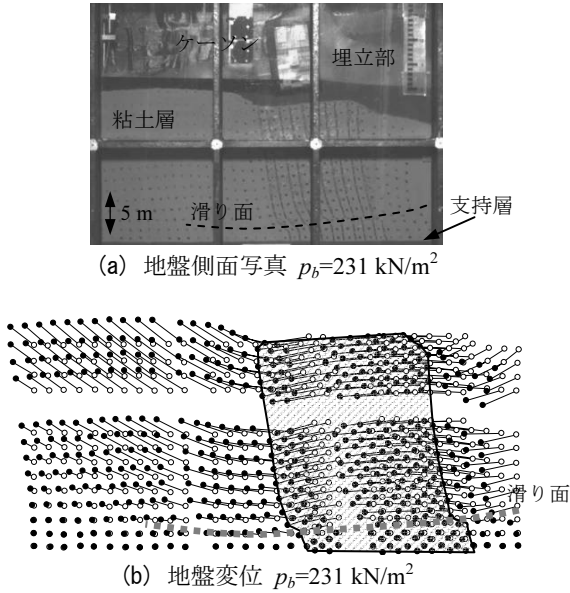 ケーソン
埋立部
粘土層
5 m
滑り面
支持層
(a) 地盤側面写真 p_b=231 kN/m²
滑り面
(b) 地盤変位 p_b=231 kN/m²